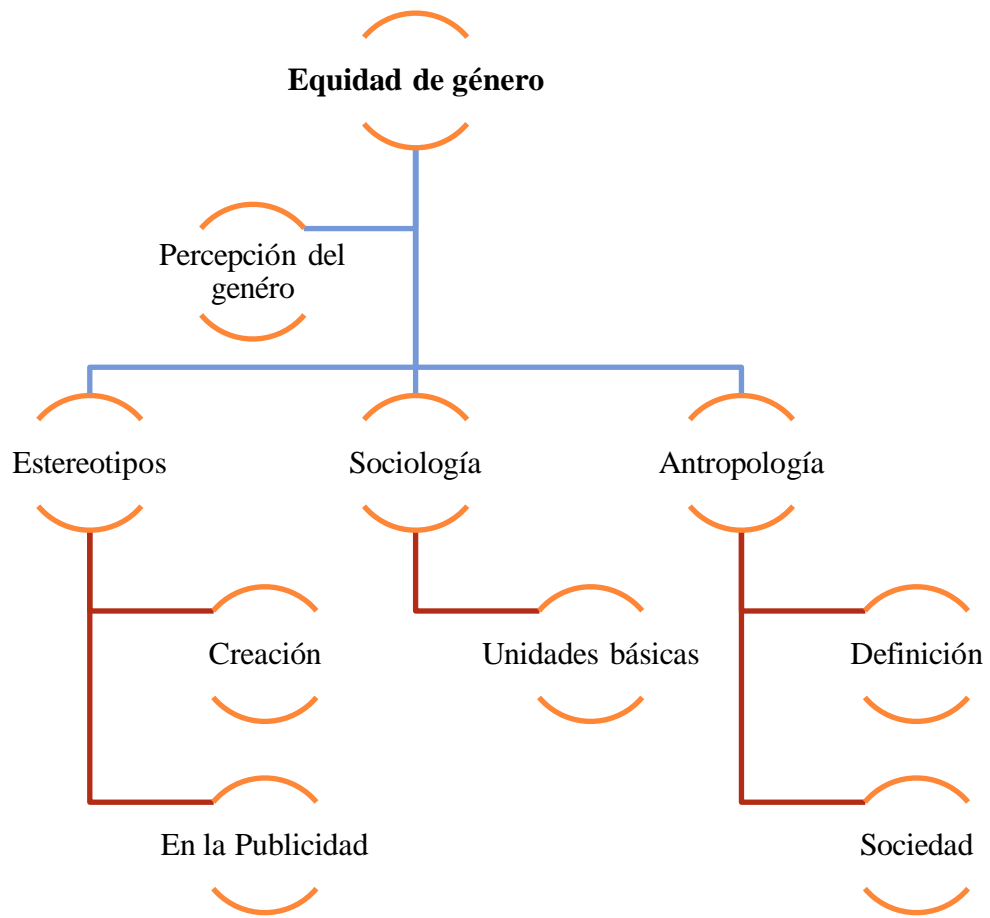 Equidad de género
Percepción del
genéro
Estereotipos
Sociología
Antropología
Creación
Unidades básicas
Definición
En la Publicidad
Sociedad